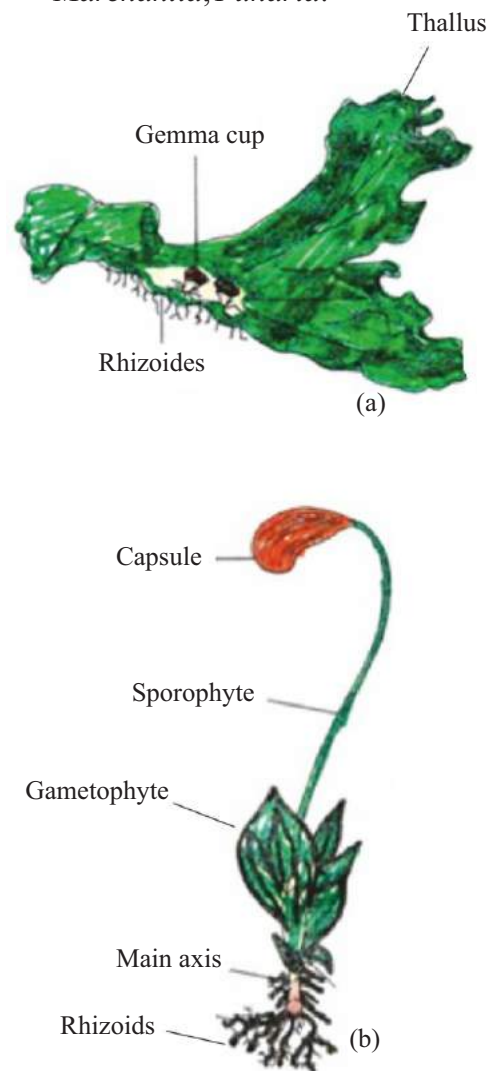 Thallus
Gemma cup
Rhizoides
(a)
Capsule
Sporophyte
Gametophyte
Main axis
Rhizoids
(b)